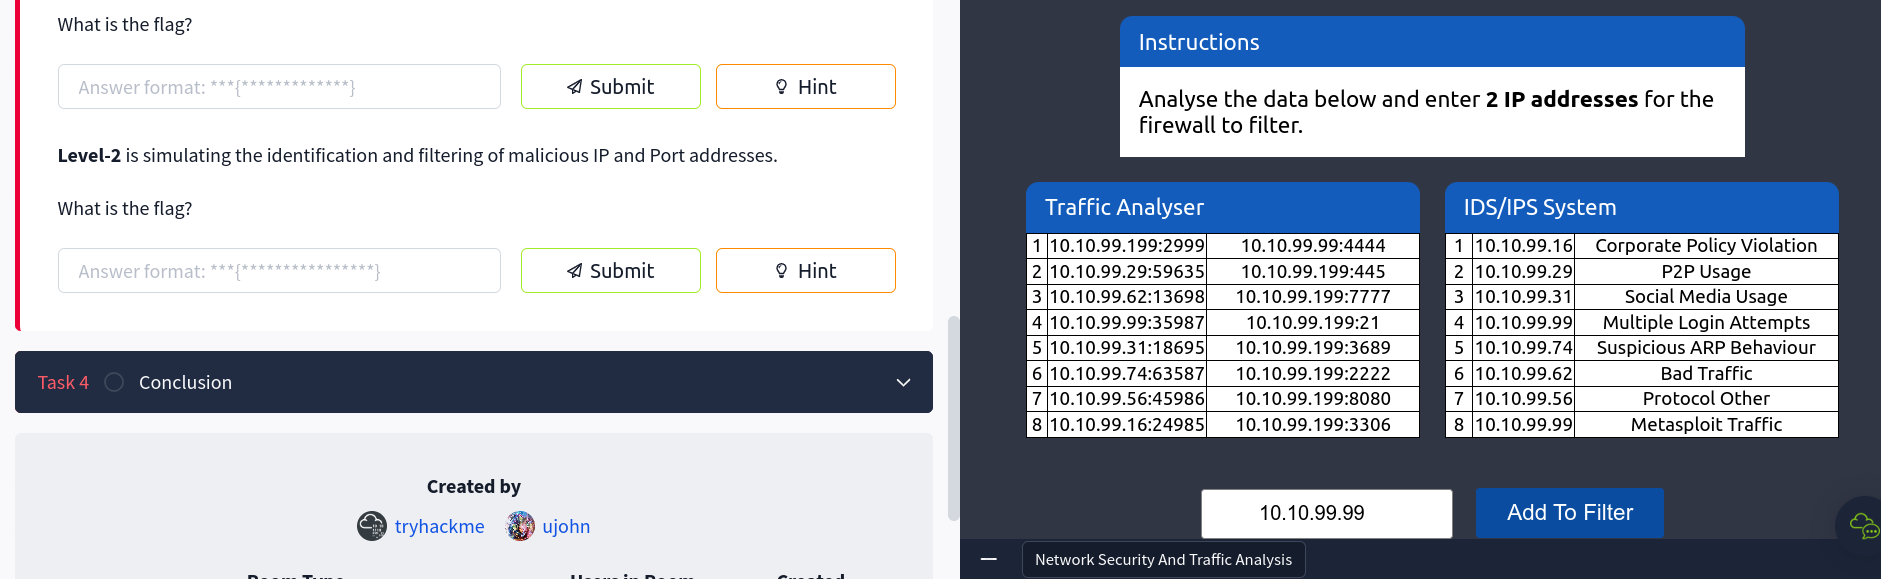 What is the flag?
Answer format: ***{*************}
Submit
Hint
Level-2 is simulating the identification and filtering of malicious IP and Port addresses.
What is the flag?
Answer format: ***{****************}
Submit
Hint
Task 4
Conclusion
Created by
tryhackme
ujohn
Room Type
Users in Room
Created
Instructions
Analyse the data below and enter 2 IP addresses for the
firewall to filter.
Traffic Analyser
1 10.10.99.199:2999 10.10.99.99:4444
2 10.10.99.29:59635 10.10.99.199:445
3 10.10.99.62:13698 10.10.99.199:7777
4 10.10.99.99:35987 10.10.99.199:21
5 10.10.99.31:18695 10.10.99.199:3689
6 10.10.99.74:63587 10.10.99.199:2222
7 10.10.99.56:45986 10.10.99.199:8080
8 10.10.99.16:24985 10.10.99.199:3306
IDS/IPS System
1 10.10.99.16 Corporate Policy Violation
2 10.10.99.29 P2P Usage
3 10.10.99.31 Social Media Usage
4 10.10.99.99 Multiple Login Attempts
5 10.10.99.74 Suspicious ARP Behaviour
6 10.10.99.62 Bad Traffic
7 10.10.99.56 Protocol Other
8 10.10.99.99 Metasploit Traffic
10.10.99.99
Add To Filter
Network Security And Traffic Analysis